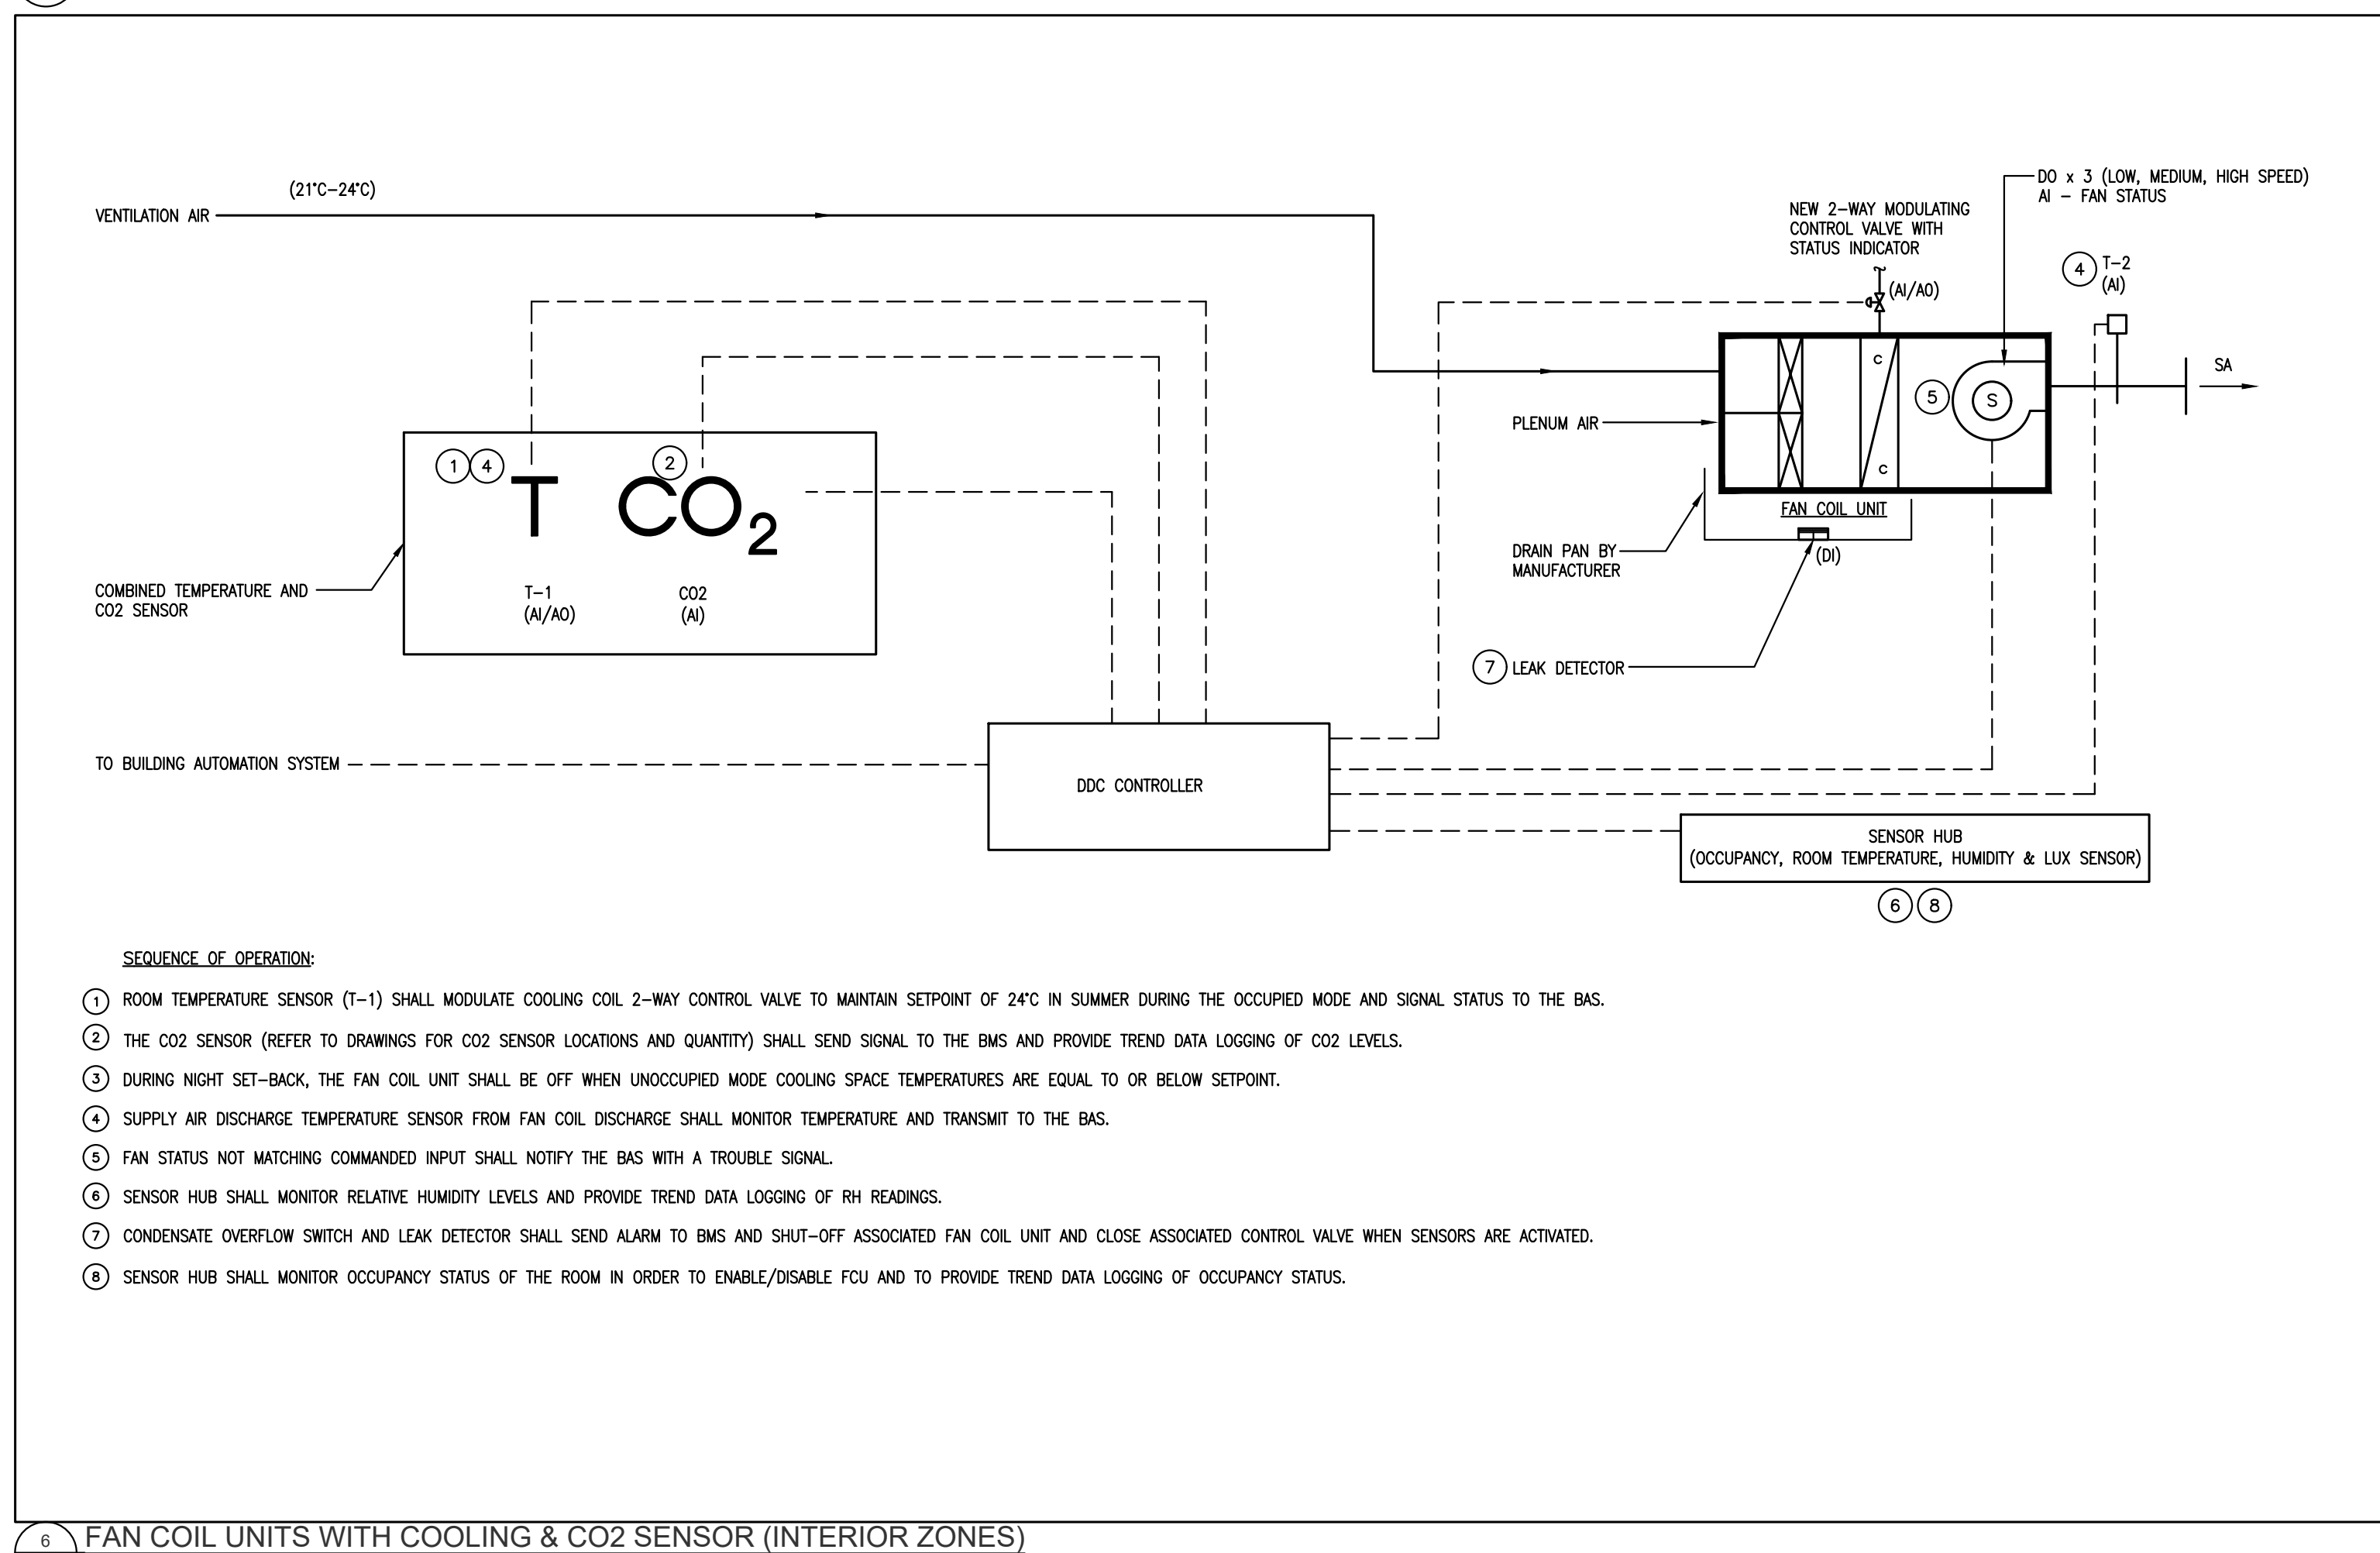 (21°C-24°C)
VENTILATION AIR
DO x 3 (LOW, MEDIUM, HIGH SPEED)
AI - FAN STATUS
NEW 2-WAY MODULATING
CONTROL VALVE WITH
STATUS INDICATOR
(AI/AO)
4
T-2
(AI)
SA
C
C
5
S
PLENUM AIR
FAN COIL UNIT
DRAIN PAN BY
MANUFACTURER
(DI)
7
LEAK DETECTOR
1
4
T
2
CO2
T-1
(AI/AO)
CO2
(AI)
COMBINED TEMPERATURE AND
CO2 SENSOR
TO BUILDING AUTOMATION SYSTEM
DDC CONTROLLER
SENSOR HUB
(OCCUPANCY, ROOM TEMPERATURE, HUMIDITY & LUX SENSOR)
6
8
SEQUENCE OF OPERATION:
1 ROOM TEMPERATURE SENSOR (T-1) SHALL MODULATE COOLING COIL 2-WAY CONTROL VALVE TO MAINTAIN SETPOINT OF 24°C IN SUMMER DURING THE OCCUPIED MODE AND SIGNAL STATUS TO THE BAS.
2 THE CO2 SENSOR (REFER TO DRAWINGS FOR CO2 SENSOR LOCATIONS AND QUANTITY) SHALL SEND SIGNAL TO THE BMS AND PROVIDE TREND DATA LOGGING OF CO2 LEVELS.
3 DURING NIGHT SET-BACK, THE FAN COIL UNIT SHALL BE OFF WHEN UNOCCUPIED MODE COOLING SPACE TEMPERATURES ARE EQUAL TO OR BELOW SETPOINT.
4 SUPPLY AIR DISCHARGE TEMPERATURE SENSOR FROM FAN COIL DISCHARGE SHALL MONITOR TEMPERATURE AND TRANSMIT TO THE BAS.
5 FAN STATUS NOT MATCHING COMMANDED INPUT SHALL NOTIFY THE BAS WITH A TROUBLE SIGNAL.
6 SENSOR HUB SHALL MONITOR RELATIVE HUMIDITY LEVELS AND PROVIDE TREND DATA LOGGING OF RH READINGS.
7 CONDENSATE OVERFLOW SWITCH AND LEAK DETECTOR SHALL SEND ALARM TO BMS AND SHUT-OFF ASSOCIATED FAN COIL UNIT AND CLOSE ASSOCIATED CONTROL VALVE WHEN SENSORS ARE ACTIVATED.
8 SENSOR HUB SHALL MONITOR OCCUPANCY STATUS OF THE ROOM IN ORDER TO ENABLE/DISABLE FCU AND TO PROVIDE TREND DATA LOGGING OF OCCUPANCY STATUS.
6 FAN COIL UNITS WITH COOLING & CO2 SENSOR (INTERIOR ZONES)